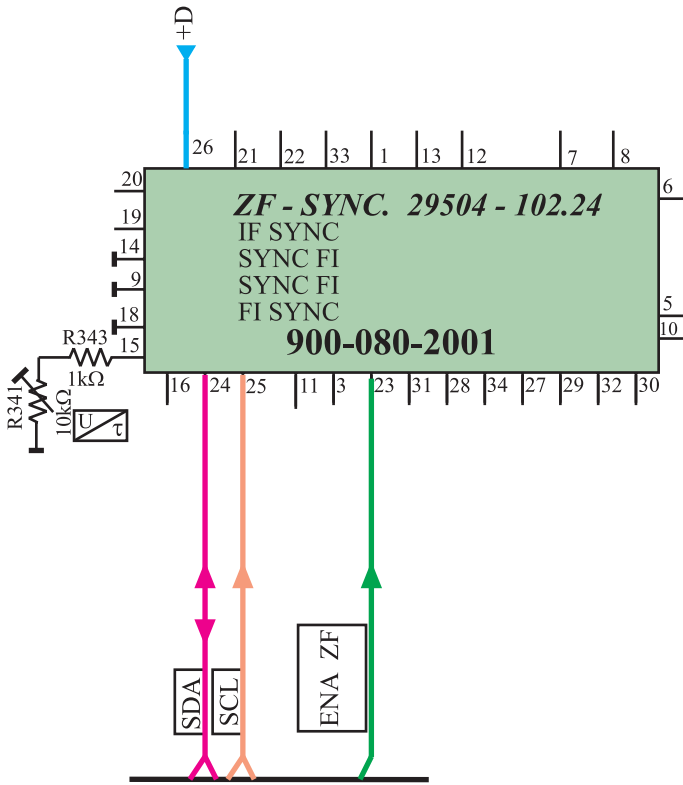 +D
26
21
22
33
1
13
12
7
8
20
19
14
9
18
15
6
5
10
ZF - SYNC. 29504 - 102.24
IF SYNC
SYNC FI
SYNC FI
FI SYNC
900-080-2001
R343
1kΩ
R341
10kΩ
U
τ
16
24
25
11
3
23
31
28
34
27
29
32
30
SDA
SCL
ENA ZF